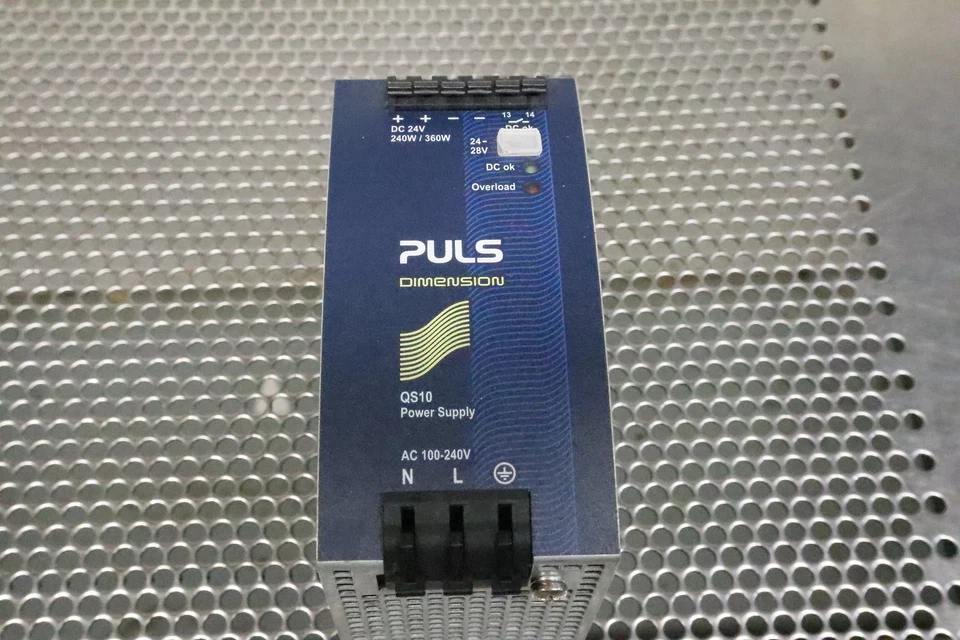 + + − − 13 14
DC 24V
DC ok
240W / 360W
24-
28V
DC ok
Overload
PULS
DIMENSION
QS10
Power Supply
AC 100-240V
N L